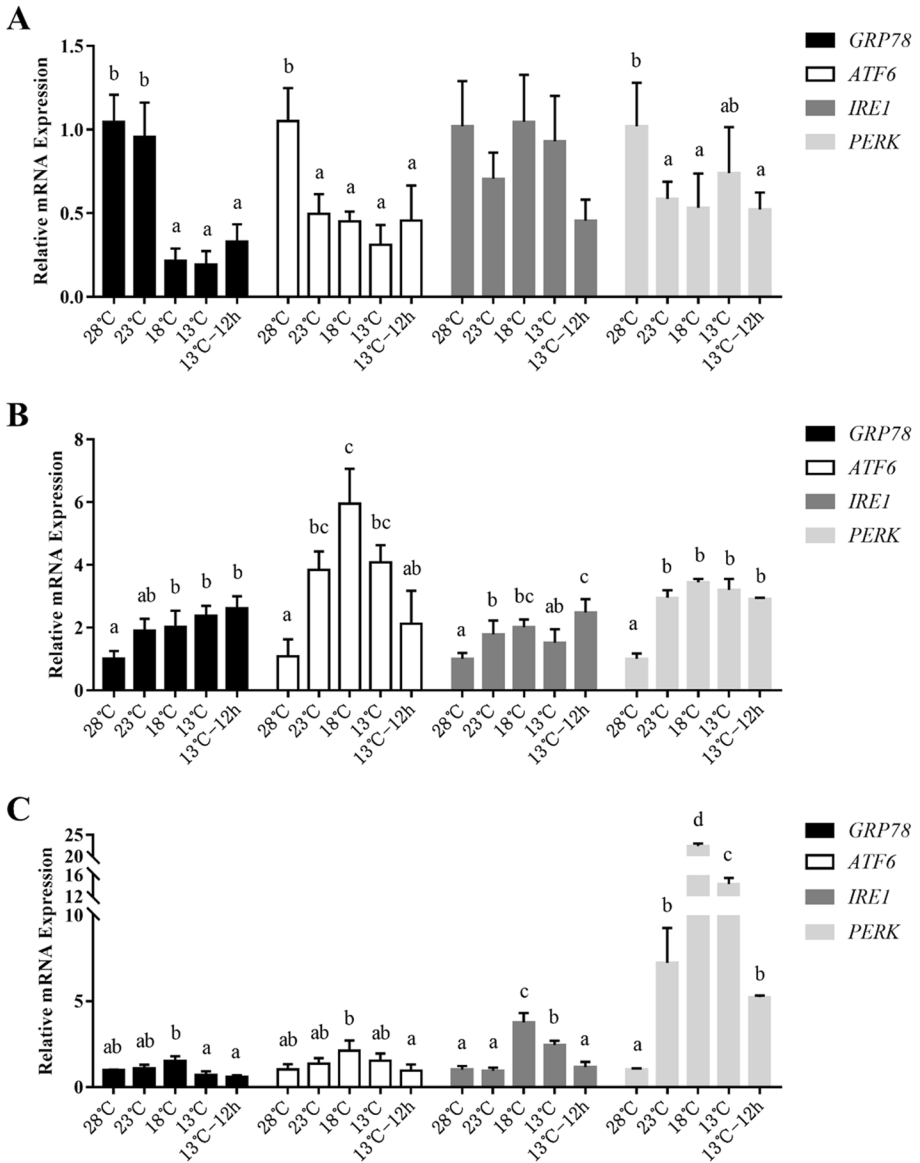 A
Relative mRNA Expression
1.5
1.0
0.5
0.0
b b a a a
b a a a a
b a a ab a
28℃ 23℃ 18℃ 13℃ 13℃−12h 28℃ 23℃ 18℃ 13℃ 13℃−12h 28℃ 23℃ 18℃ 13℃ 13℃−12h 28℃ 23℃ 18℃ 13℃ 13℃−12h
GRP78
ATF6
IRE1
PERK
B
Relative mRNA Expression
8
6
4
2
0
a ab b b b
a bc c bc ab
a b bc ab c
a b b b b
28℃ 23℃ 18℃ 13℃ 13℃−12h 28℃ 23℃ 18℃ 13℃ 13℃−12h 28℃ 23℃ 18℃ 13℃ 13℃−12h 28℃ 23℃ 18℃ 13℃ 13℃−12h
GRP78
ATF6
IRE1
PERK
C
Relative mRNA Expression
25
20
16
12
10
5
0
ab ab b a a
ab ab b ab a
a a c b a
a b d c b
28℃ 23℃ 18℃ 13℃ 13℃−12h 28℃ 23℃ 18℃ 13℃ 13℃−12h 28℃ 23℃ 18℃ 13℃ 13℃−12h 28℃ 23℃ 18℃ 13℃ 13℃−12h
GRP78
ATF6
IRE1
PERK